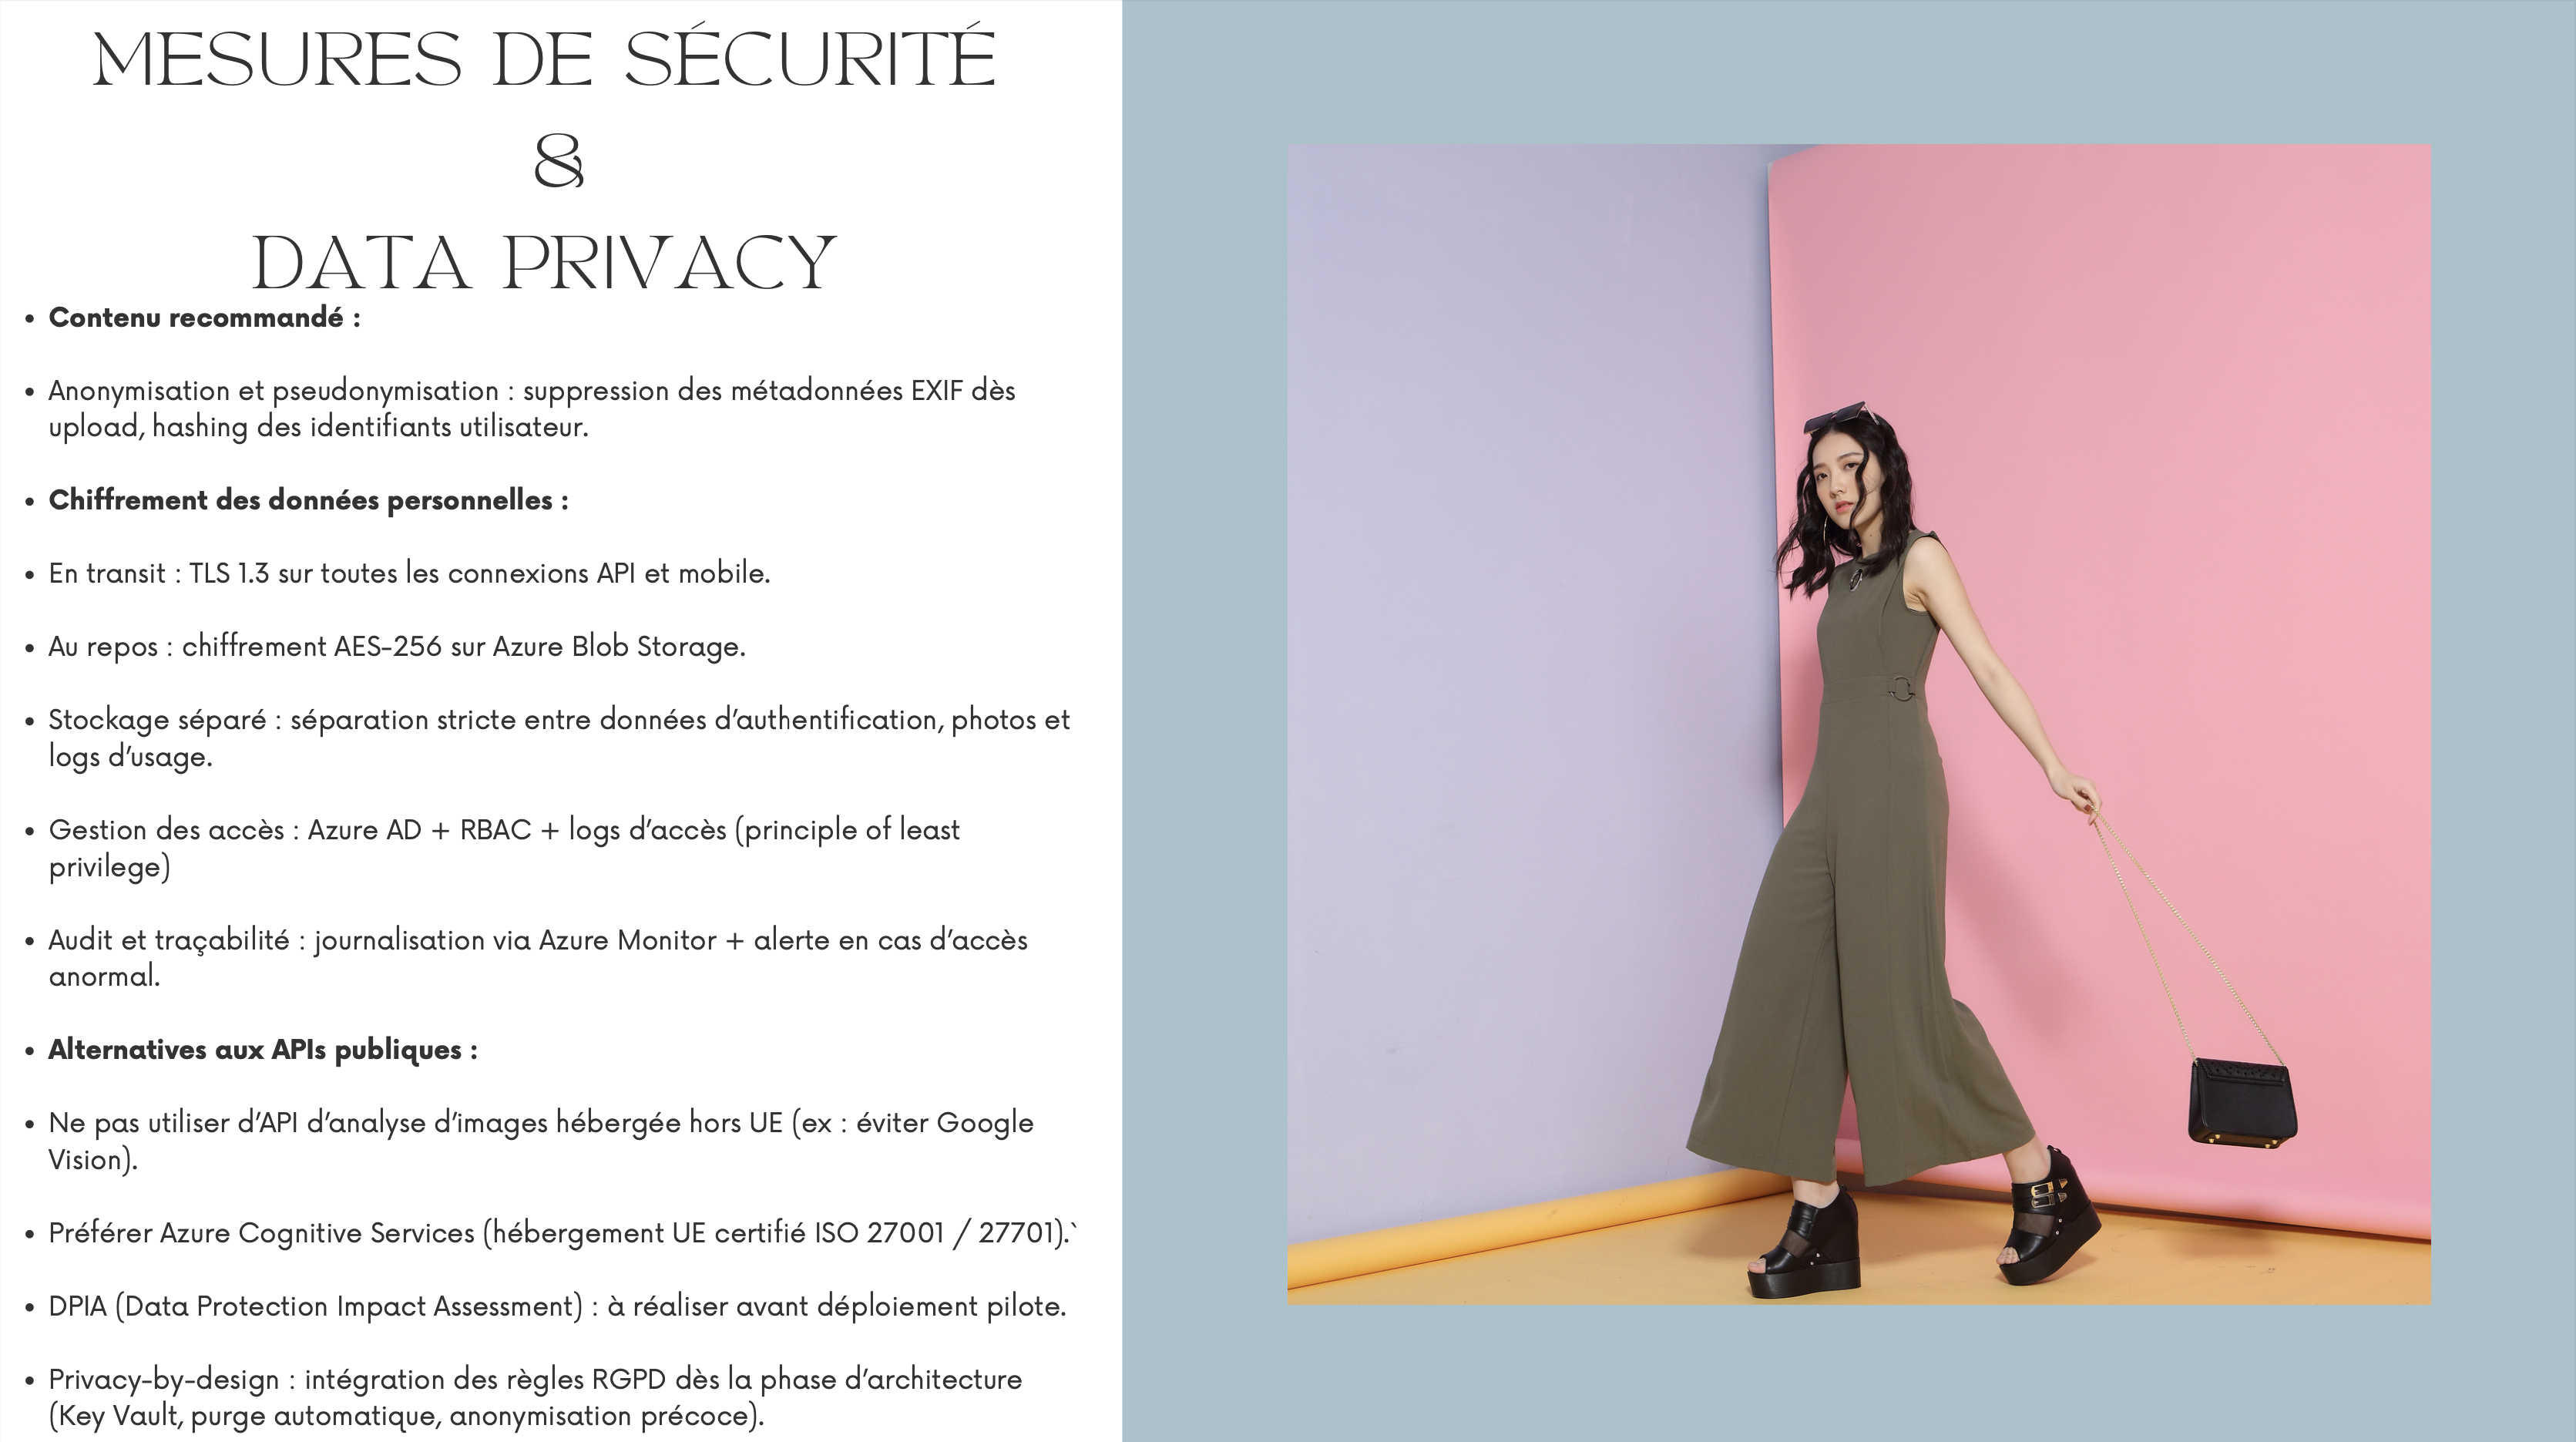 MESURES DE SÉCURITÉ
&
DATA PRIVACY
• Contenu recommandé :
• Anonymisation et pseudonymisation : suppression des métadonnées EXIF dès
upload, hashing des identifiants utilisateur.
• Chiffrement des données personnelles :
• En transit : TLS 1.3 sur toutes les connexions API et mobile.
• Au repos : chiffrement AES-256 sur Azure Blob Storage.
• Stockage séparé : séparation stricte entre données d’authentification, photos et
logs d’usage.
• Gestion des accès : Azure AD + RBAC + logs d’accès (principle of least
privilege)
• Audit et traçabilité : journalisation via Azure Monitor + alerte en cas d’accès
anormal.
• Alternatives aux APIs publiques :
• Ne pas utiliser d’API d’analyse d’images hébergée hors UE (ex : éviter Google
Vision).
• Préférer Azure Cognitive Services (hébergement UE certifié ISO 27001 / 27701).`
• DPIA (Data Protection Impact Assessment) : à réaliser avant déploiement pilote.
• Privacy-by-design : intégration des règles RGPD dès la phase d’architecture
(Key Vault, purge automatique, anonymisation précoce).